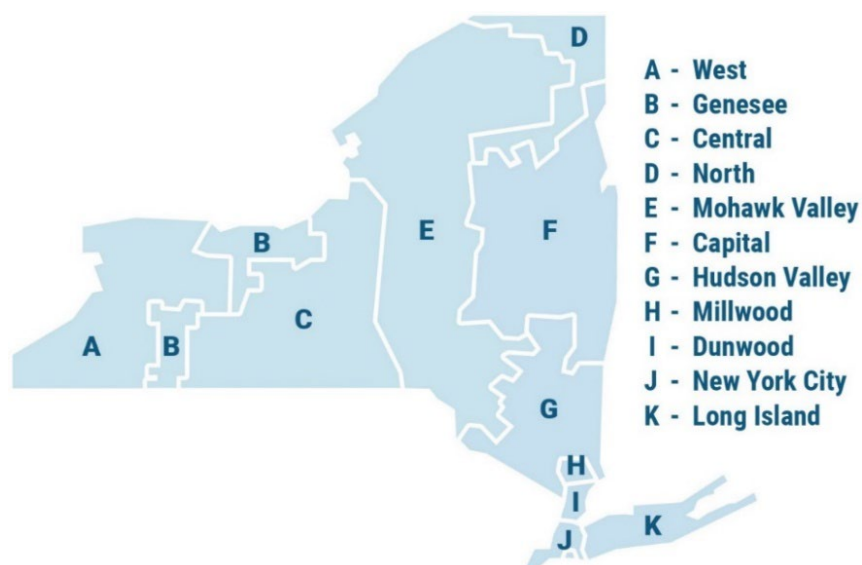 D
A - West
B - Genesee
C - Central
D - North
E - Mohawk Valley
F - Capital
G - Hudson Valley
H - Millwood
I - Dunwood
J - New York City
K - Long Island
B
E
F
C
A
B
G
H
I
J
K